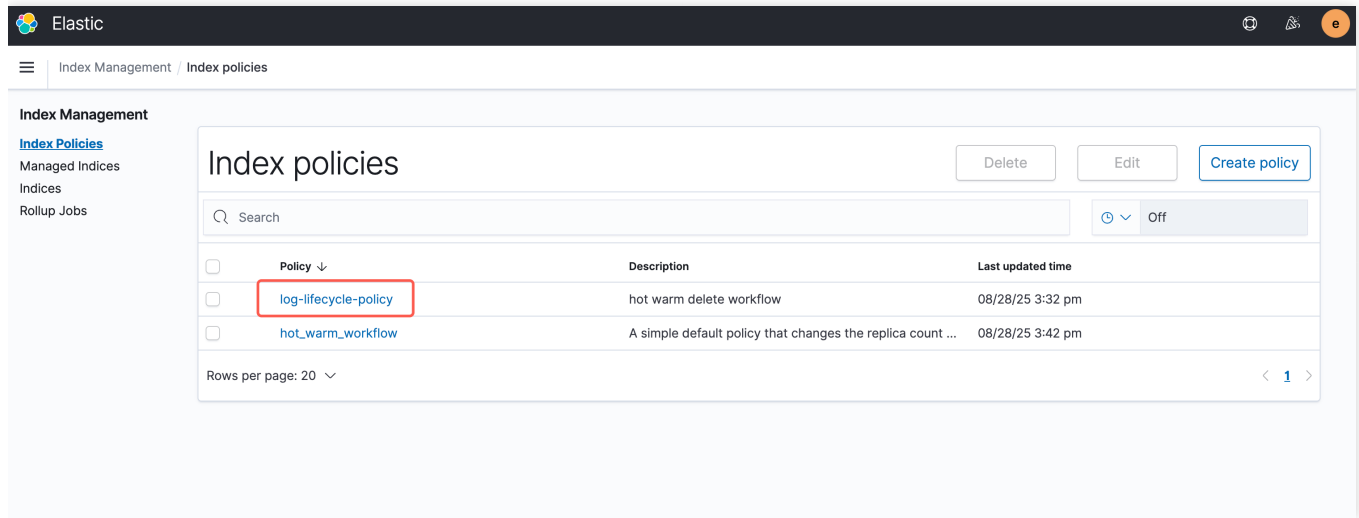 Elastic
e
Index Management / Index policies
Index Management
Index Policies
Managed Indices
Indices
Rollup Jobs
Index policies
Delete
Edit
Create policy
Search
Off
Policy
Description
Last updated time
log-lifecycle-policy
hot warm delete workflow
08/28/25 3:32 pm
hot_warm_workflow
A simple default policy that changes the replica count ...
08/28/25 3:42 pm
Rows per page: 20
1